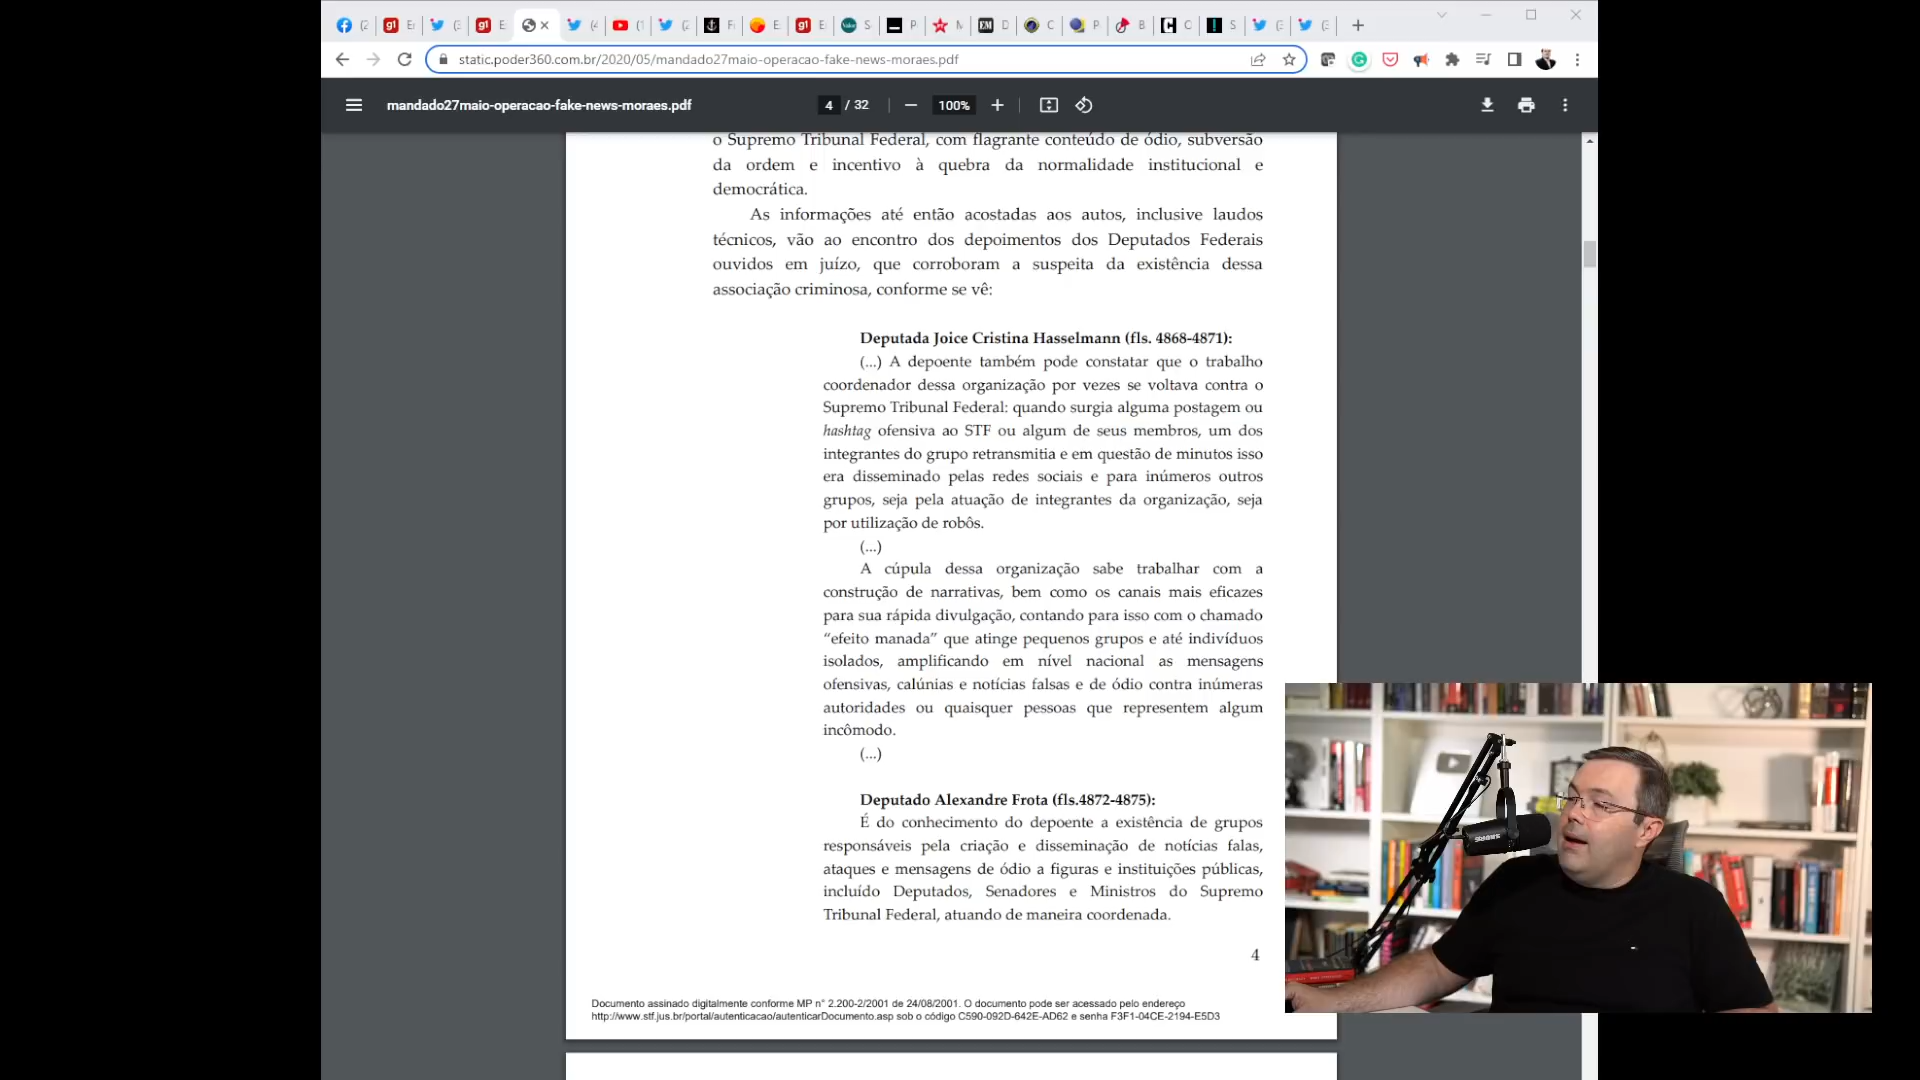 static.poder360.com.br/2020/05/mandado27maio-operacao-fake-news-moraes.pdf
mandado27maio-operacao-fake-news-moraes.pdf
4 / 32
100%
o Supremo Tribunal Federal, com flagrante conteúdo de ódio, subversão
da ordem e incentivo à quebra da normalidade institucional e
democrática.
As informações até então acostadas aos autos, inclusive laudos
técnicos, vão ao encontro dos depoimentos dos Deputados Federais
ouvidos em juízo, que corroboram a suspeita da existência dessa
associação criminosa, conforme se vê:
Deputada Joice Cristina Hasselmann (fls. 4868-4871):
(...) A depoente também pode constatar que o trabalho
coordenador dessa organização por vezes se voltava contra o
Supremo Tribunal Federal: quando surgia alguma postagem ou
hashtag ofensiva ao STF ou algum de seus membros, um dos
integrantes do grupo retransmitia e em questão de minutos isso
era disseminado pelas redes sociais e para inúmeros outros
grupos, seja pela atuação de integrantes da organização, seja
por utilização de robôs.
(...)
A cúpula dessa organização sabe trabalhar com a
construção de narrativas, bem como os canais mais eficazes
para sua rápida divulgação, contando para isso com o chamado
“efeito manada” que atinge pequenos grupos e até indivíduos
isolados, amplificando em nível nacional as mensagens
ofensivas, calúnias e notícias falsas e de ódio contra inúmeras
autoridades ou quaisquer pessoas que representem algum
incômodo.
(...)
Deputado Alexandre Frota (fls.4872-4875):
É do conhecimento do depoente a existência de grupos
responsáveis pela criação e disseminação de notícias falas,
ataques e mensagens de ódio a figuras e instituições públicas,
incluído Deputados, Senadores e Ministros do Supremo
Tribunal Federal, atuando de maneira coordenada.
4
Documento assinado digitalmente conforme MP n° 2.200-2/2001 de 24/08/2001. O documento pode ser acessado pelo endereço
http://www.stf.jus.br/portal/autenticacao/autenticarDocumento.asp sob o código C590-092D-642E-AD62 e senha F3F1-04CE-2194-E5D3